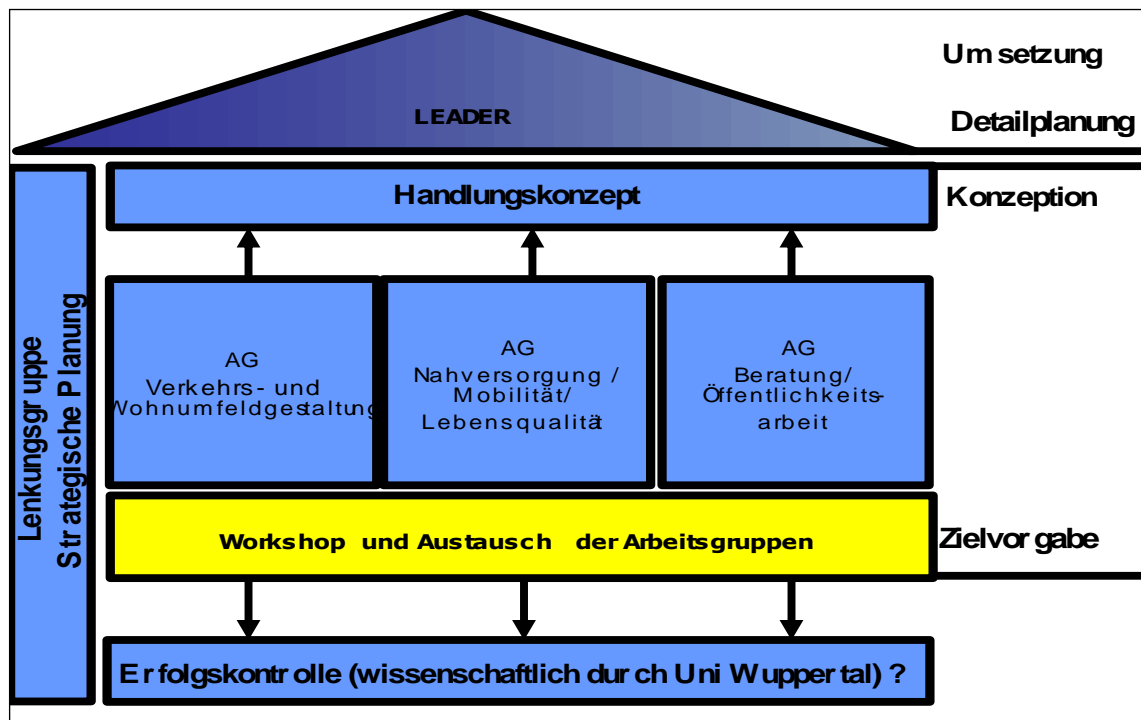 Umsetzung
LEADER
Detailplanung
Handlungskonzept
Konzeption
Lenkungsgruppe
Strategische Planung
AG
Verkehrs- und
Wohnumfeldgestaltung
AG
Nahversorgung /
Mobilität/
Lebensqualität
AG
Beratung/
Öffentlichkeits-
arbeit
Workshop und Austausch der Arbeitsgruppen
Zielvorgabe
Erfolgskontrolle (wissenschaftlich durch Uni Wuppertal) ?